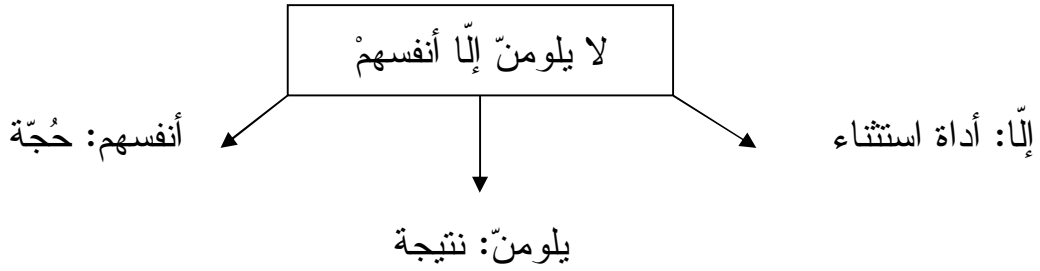 لا يلومنّ إلّا أنفسهمْ
إلّا: أداة استثناء
أنفسهم: حُجّة
يلومنّ: نتيجة